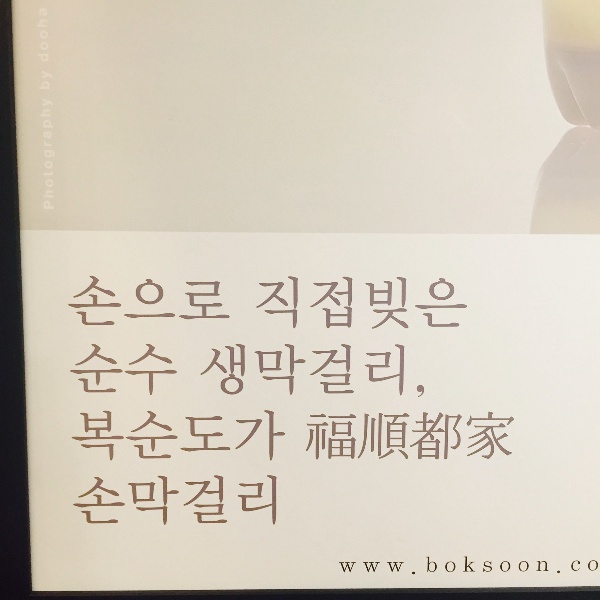 Photography by dooha
손으로 직접빚은
순수 생막걸리,
복순도가 福順都家
손막걸리
www.boksoon.co